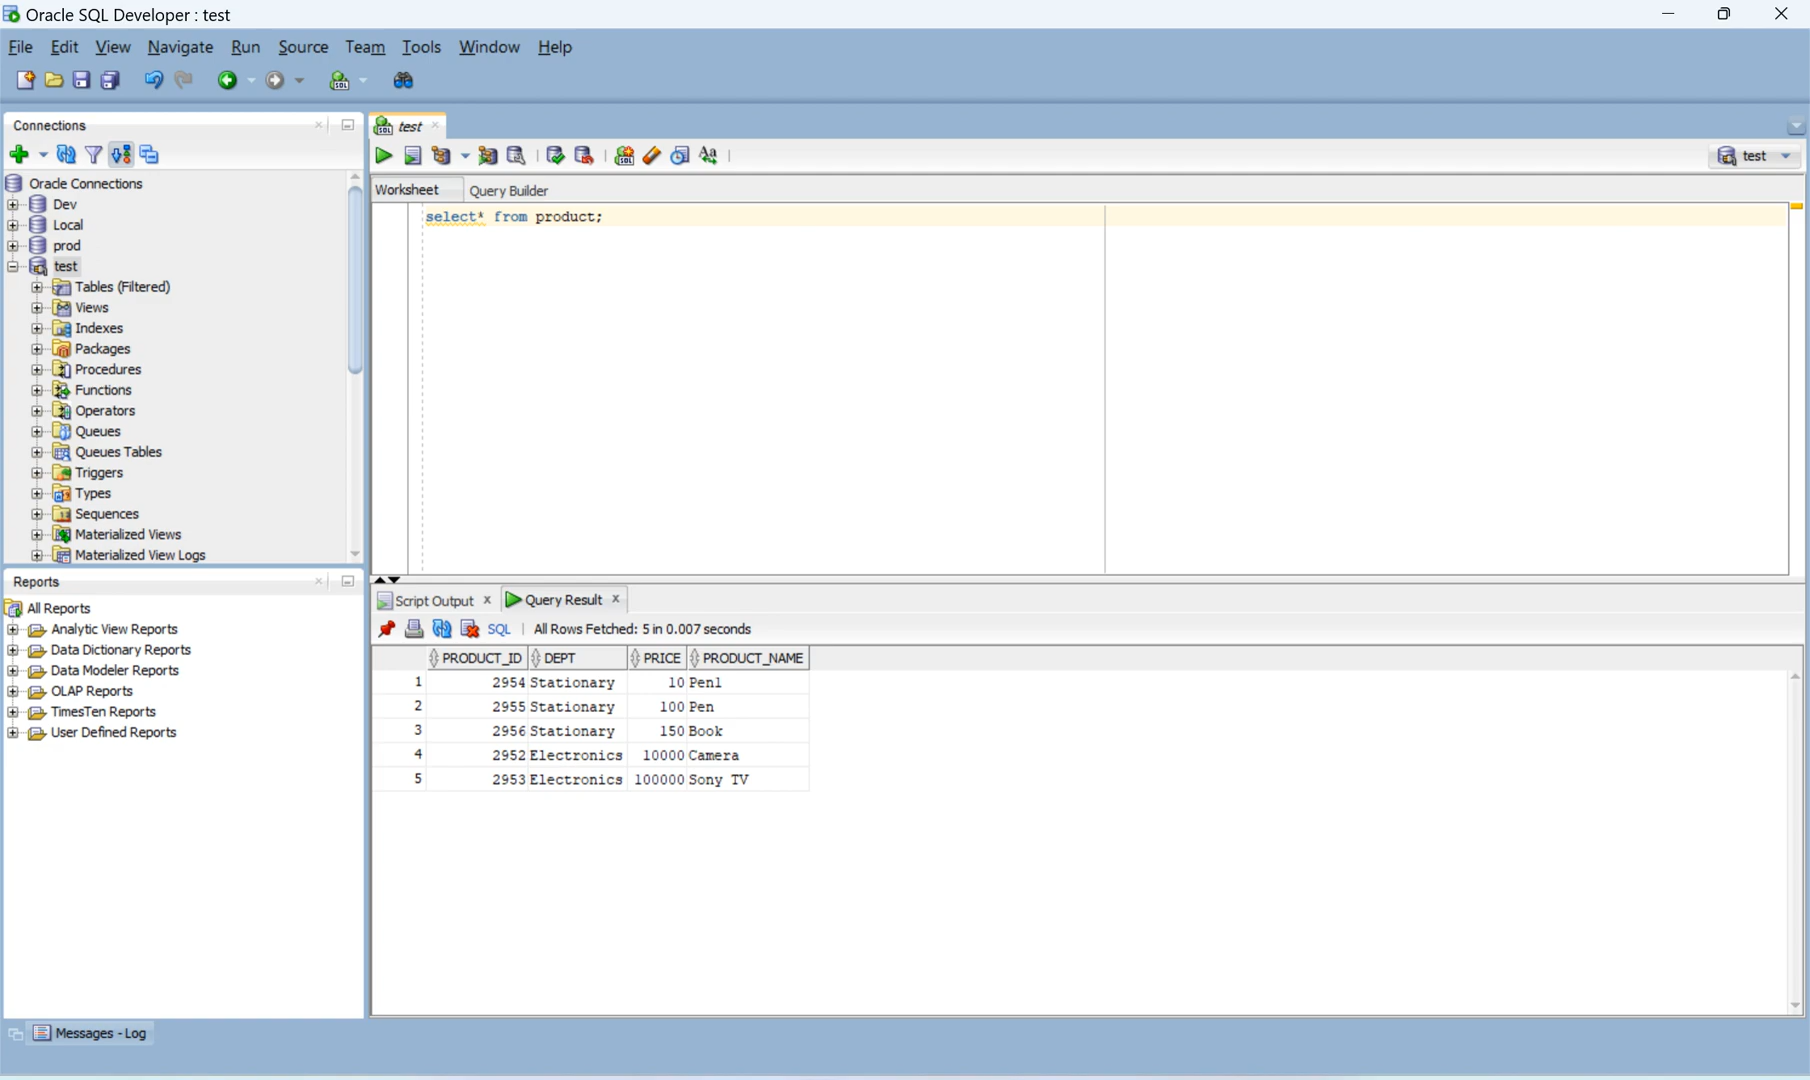 Oracle SQL Developer : test
File Edit View Navigate Run Source Team Tools Window Help
Connections
Oracle Connections
Dev
Local
prod
test
Tables (Filtered)
Views
Indexes
Packages
Procedures
Functions
Operators
Queues
Queues Tables
Triggers
Types
Sequences
Materialized Views
Materialized View Logs
Reports
All Reports
Analytic View Reports
Data Dictionary Reports
Data Modeler Reports
OLAP Reports
TimesTen Reports
User Defined Reports
test
test
Worksheet Query Builder
select* from product;
Script Output Query Result
SQL All Rows Fetched: 5 in 0.007 seconds
PRODUCT_ID DEPT PRICE PRODUCT_NAME
1 2954 Stationary 10 Pen1
2 2955 Stationary 100 Pen
3 2956 Stationary 150 Book
4 2952 Electronics 10000 Camera
5 2953 Electronics 100000 Sony TV
Messages - Log